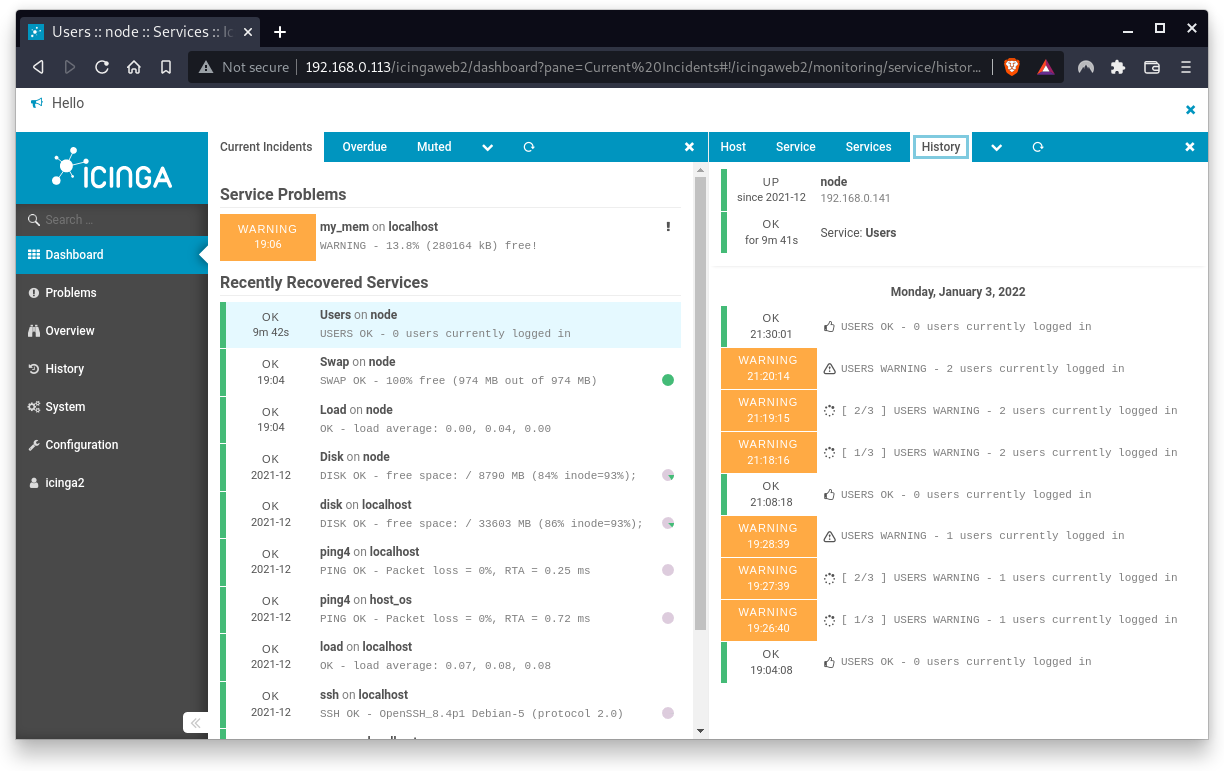 Users :: node :: Services :: Ic
Not secure
192.168.0.113/icingaweb2/dashboard?pane=Current%20Incidents#!/icingaweb2/monitoring/service/histor...
Hello
ICINGA
Search ...
Dashboard
Problems
Overview
History
System
Configuration
icinga2
Current Incidents
Overdue
Muted
Service Problems
WARNING
19:06
my_mem on localhost
WARNING - 13.8% (280164 kB) free!
Recently Recovered Services
OK
9m 42s
Users on node
USERS OK - 0 users currently logged in
OK
19:04
Swap on node
SWAP OK - 100% free (974 MB out of 974 MB)
OK
19:04
Load on node
OK - load average: 0.00, 0.04, 0.00
OK
2021-12
Disk on node
DISK OK - free space: / 8790 MB (84% inode=93%);
OK
2021-12
disk on localhost
DISK OK - free space: / 33603 MB (86% inode=93%);
OK
2021-12
ping4 on localhost
PING OK - Packet loss = 0%, RTA = 0.25 ms
OK
2021-12
ping4 on host_os
PING OK - Packet loss = 0%, RTA = 0.72 ms
OK
2021-12
load on localhost
OK - load average: 0.07, 0.08, 0.08
OK
2021-12
ssh on localhost
SSH OK - OpenSSH_8.4p1 Debian-5 (protocol 2.0)
Host
Service
Services
History
UP
since 2021-12
node
192.168.0.141
OK
for 9m 41s
Service: Users
Monday, January 3, 2022
OK
21:30:01
USERS OK - 0 users currently logged in
WARNING
21:20:14
USERS WARNING - 2 users currently logged in
WARNING
21:19:15
[ 2/3 ] USERS WARNING - 2 users currently logged in
WARNING
21:18:16
[ 1/3 ] USERS WARNING - 2 users currently logged in
OK
21:08:18
USERS OK - 0 users currently logged in
WARNING
19:28:39
USERS WARNING - 1 users currently logged in
WARNING
19:27:39
[ 2/3 ] USERS WARNING - 1 users currently logged in
WARNING
19:26:40
[ 1/3 ] USERS WARNING - 1 users currently logged in
OK
19:04:08
USERS OK - 0 users currently logged in